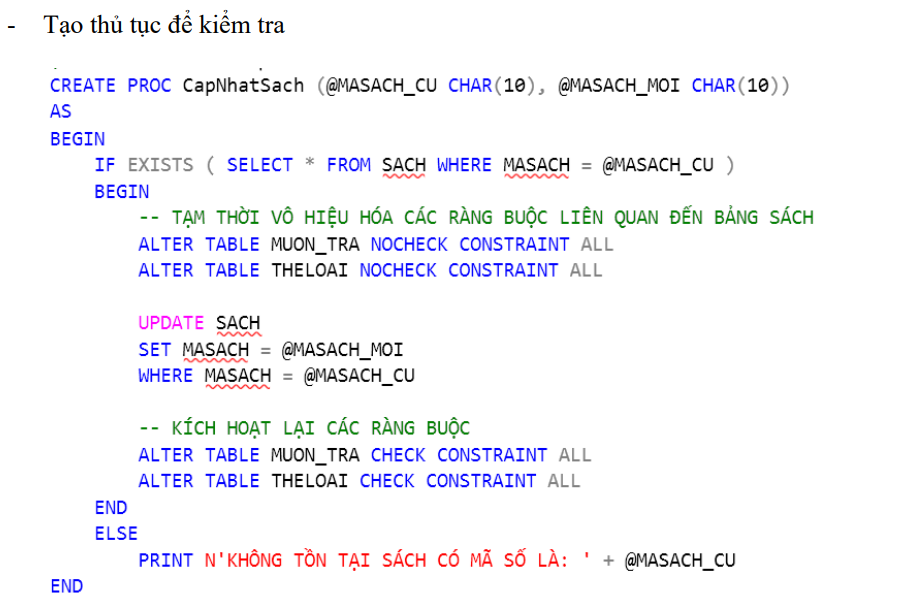 - Tạo thủ tục để kiểm tra
CREATE PROC CapNhatSach (@MASACH_CU CHAR(10), @MASACH_MOI CHAR(10))
AS
BEGIN
    IF EXISTS ( SELECT * FROM SACH WHERE MASACH = @MASACH_CU )
    BEGIN
        -- TẠM THỜI VÔ HIỆU HÓA CÁC RÀNG BUỘC LIÊN QUAN ĐẾN BẢNG SÁCH
        ALTER TABLE MUON_TRA NOCHECK CONSTRAINT ALL
        ALTER TABLE THELOAI NOCHECK CONSTRAINT ALL
        UPDATE SACH
        SET MASACH = @MASACH_MOI
        WHERE MASACH = @MASACH_CU
        -- KÍCH HOẠT LẠI CÁC RÀNG BUỘC
        ALTER TABLE MUON_TRA CHECK CONSTRAINT ALL
        ALTER TABLE THELOAI CHECK CONSTRAINT ALL
    END
    ELSE
        PRINT N'KHÔNG TỒN TẠI SÁCH CÓ MÃ SỐ LÀ: ' + @MASACH_CU
END